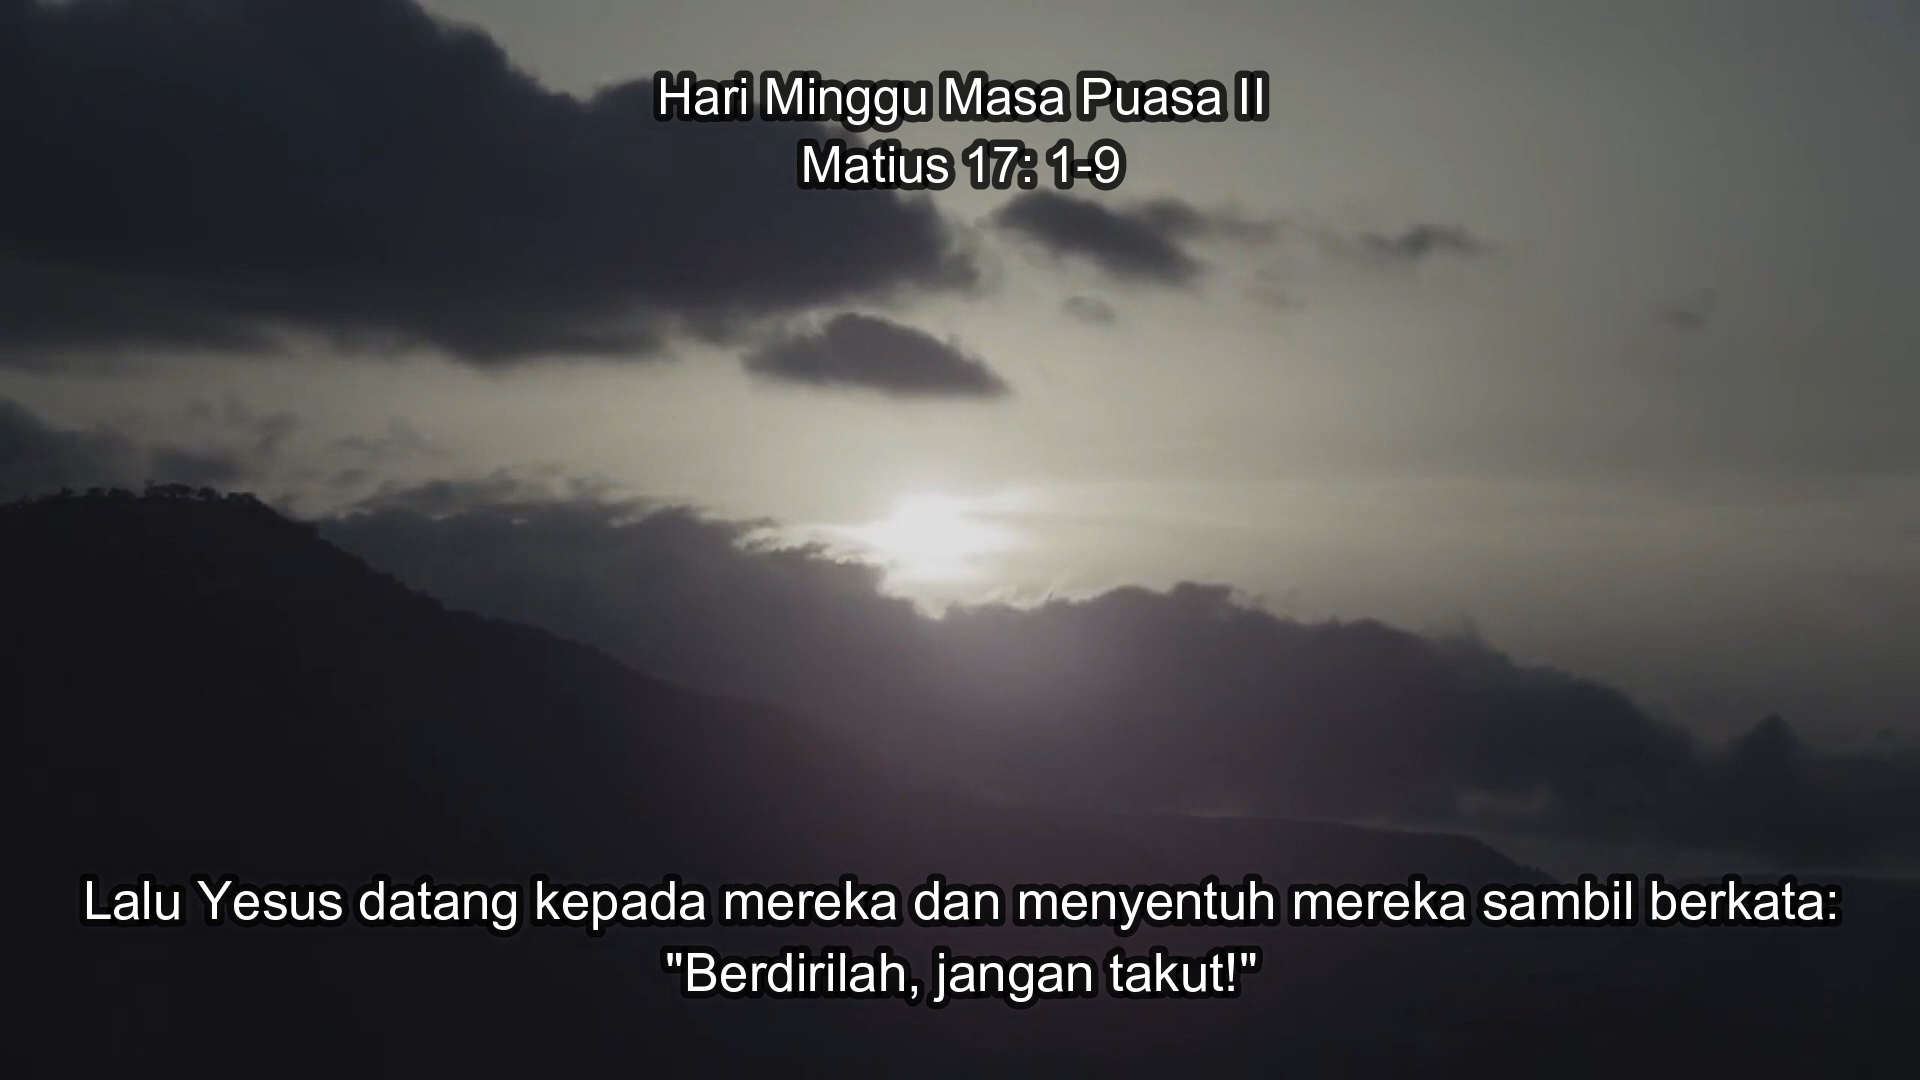 Hari Minggu Masa Puasa II
Matius 17: 1-9
Lalu Yesus datang kepada mereka dan menyentuh mereka sambil berkata:
"Berdirilah, jangan takut!"